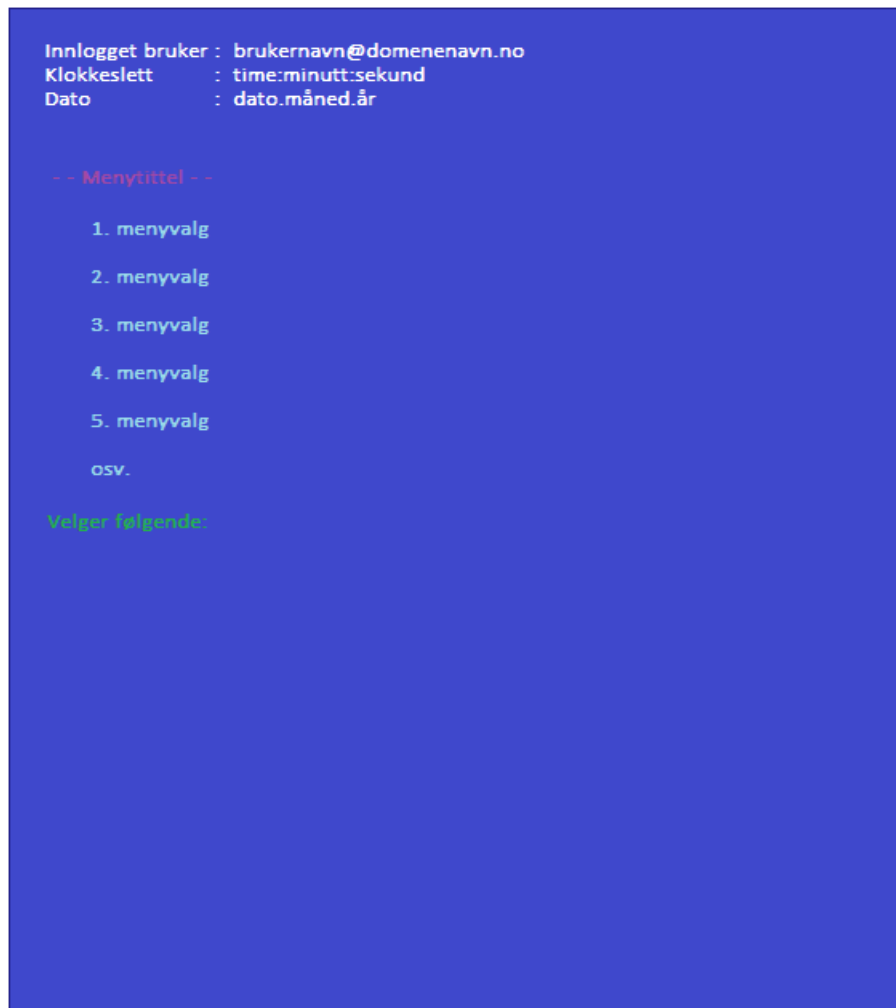 Innlogget bruker : brukernavn@domenenavn.no
Klokkeslett : time:minutt:sekund
Dato : dato.måned.år
- - Menytittel - -
1. menyvalg
2. menyvalg
3. menyvalg
4. menyvalg
5. menyvalg
osv.
Velger følgende: